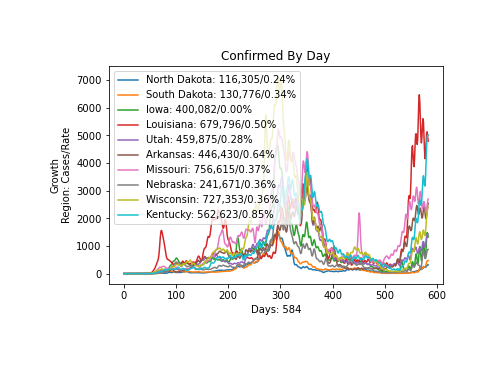 Confirmed By Day
Growth
Region: Cases/Rate
7000
6000
5000
4000
3000
2000
1000
0
North Dakota: 116,305/0.24%
South Dakota: 130,776/0.34%
Iowa: 400,082/0.00%
Louisiana: 679,796/0.50%
Utah: 459,875/0.28%
Arkansas: 446,430/0.64%
Missouri: 756,615/0.37%
Nebraska: 241,671/0.36%
Wisconsin: 727,353/0.36%
Kentucky: 562,623/0.85%
0 100 200 300 400 500 600
Days: 584